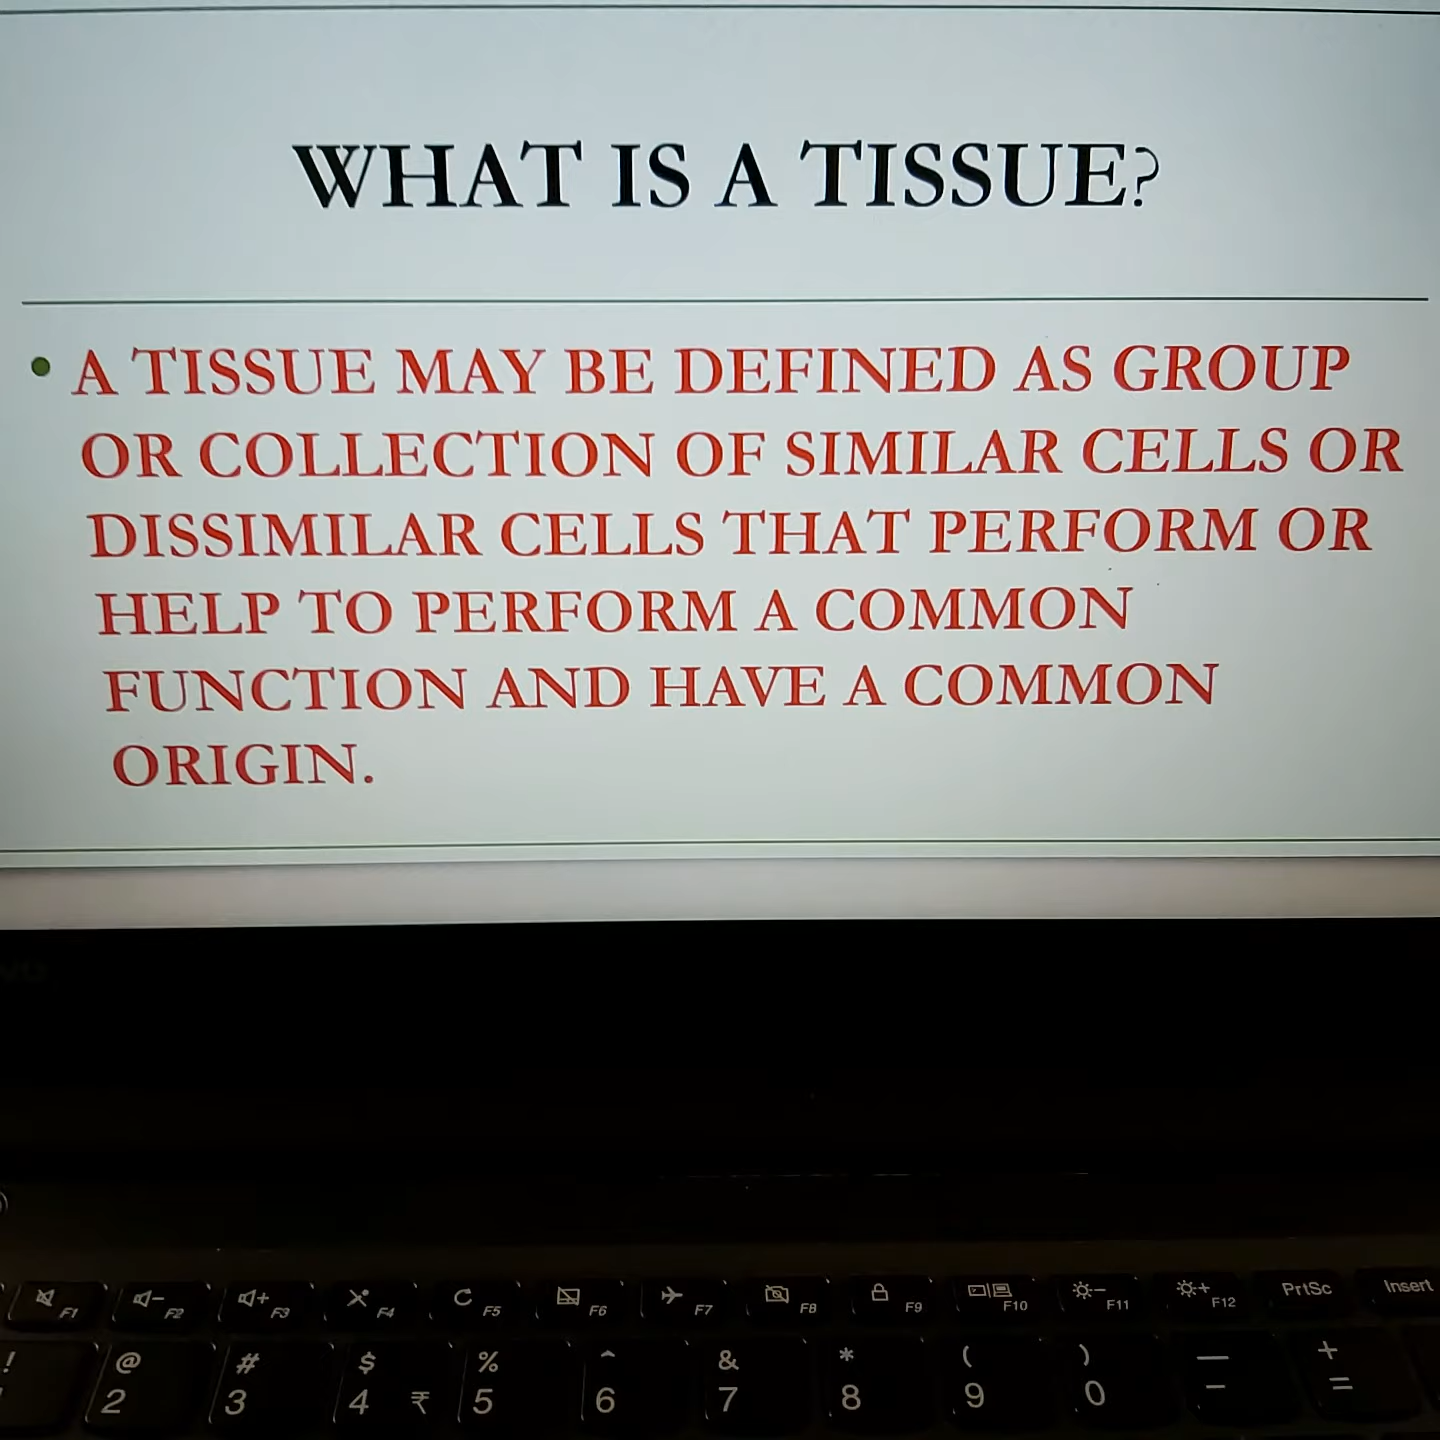 WHAT IS A TISSUE?
• A TISSUE MAY BE DEFINED AS GROUP
OR COLLECTION OF SIMILAR CELLS OR
DISSIMILAR CELLS THAT PERFORM OR
HELP TO PERFORM A COMMON
FUNCTION AND HAVE A COMMON
ORIGIN.
F1 F2 F3 F4 F5 F6 F7 F8 F9 F10 F11 F12 PrtSc Insert
! @ # $ % ^ & * ( ) — +
2 3 4 ₹ 5 6 7 8 9 0 - =